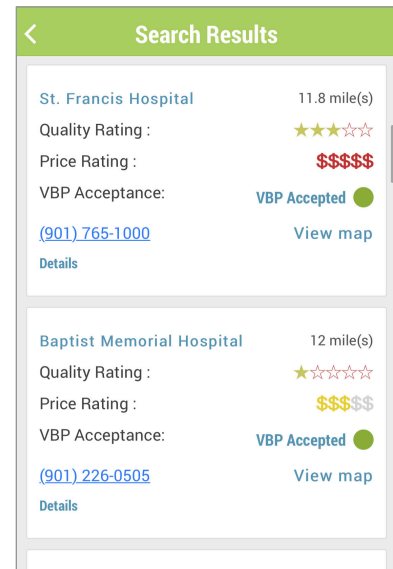 Search Results
St. Francis Hospital 11.8 mile(s)
Quality Rating :
Price Rating : $$$$$
VBP Acceptance: VBP Accepted
(901) 765-1000 View map
Details
Baptist Memorial Hospital 12 mile(s)
Quality Rating :
Price Rating : $$$$$
VBP Acceptance: VBP Accepted
(901) 226-0505 View map
Details